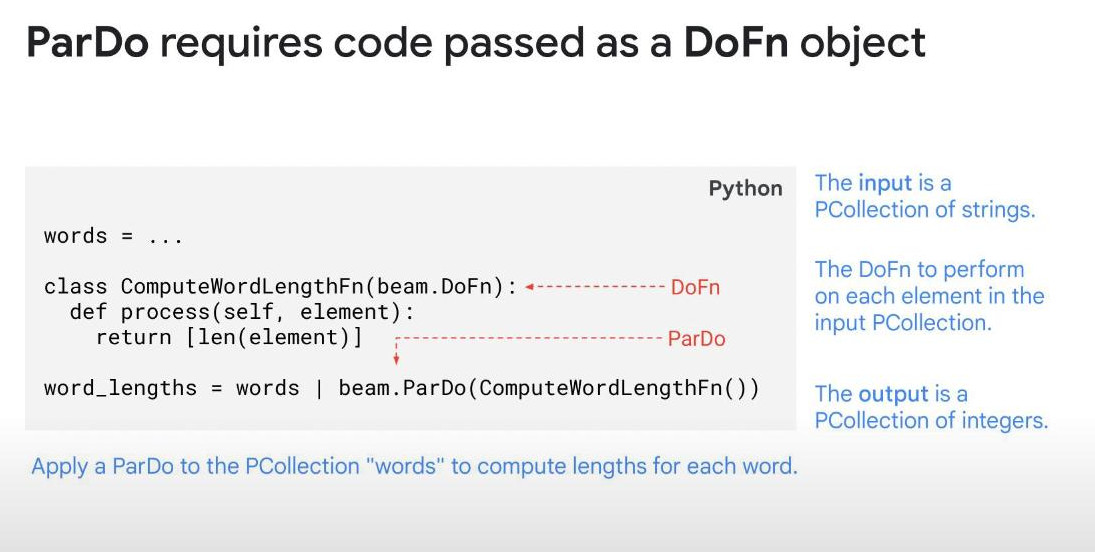 ParDo requires code passed as a DoFn object
Python
words = ...
class ComputeWordLengthFn(beam.DoFn):
DoFn
def process(self, element):
return [len(element)]
ParDo
word_lengths = words | beam.ParDo(ComputeWordLengthFn())
The input is a
PCollection of strings.
The DoFn to perform
on each element in the
input PCollection.
The output is a
PCollection of integers.
Apply a ParDo to the PCollection "words" to compute lengths for each word.